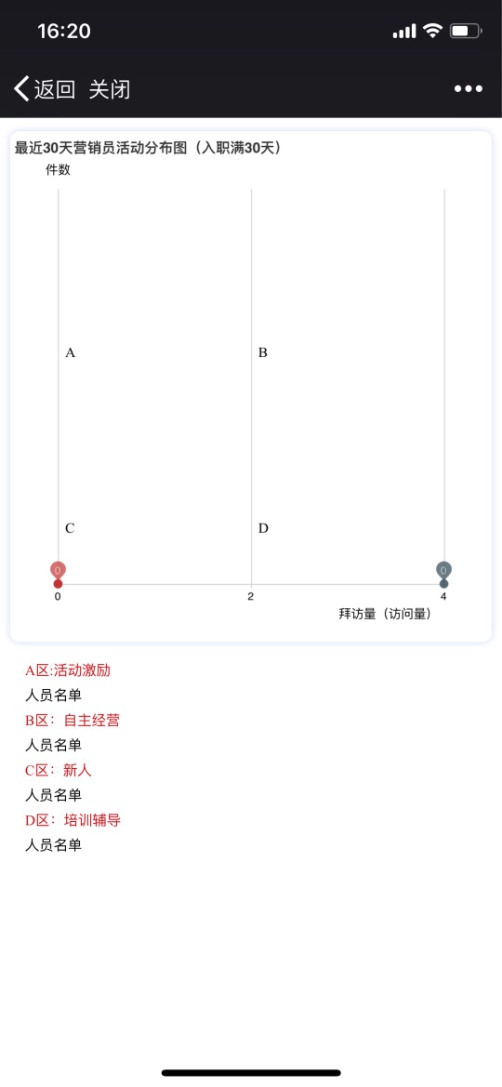 16:20
返回 关闭
最近30天营销员活动分布图（入职满30天）
件数
A
B
C
D
0
0
0
2
4
拜访量（访问量）
A区:活动激励
人员名单
B区：自主经营
人员名单
C区：新人
人员名单
D区：培训辅导
人员名单